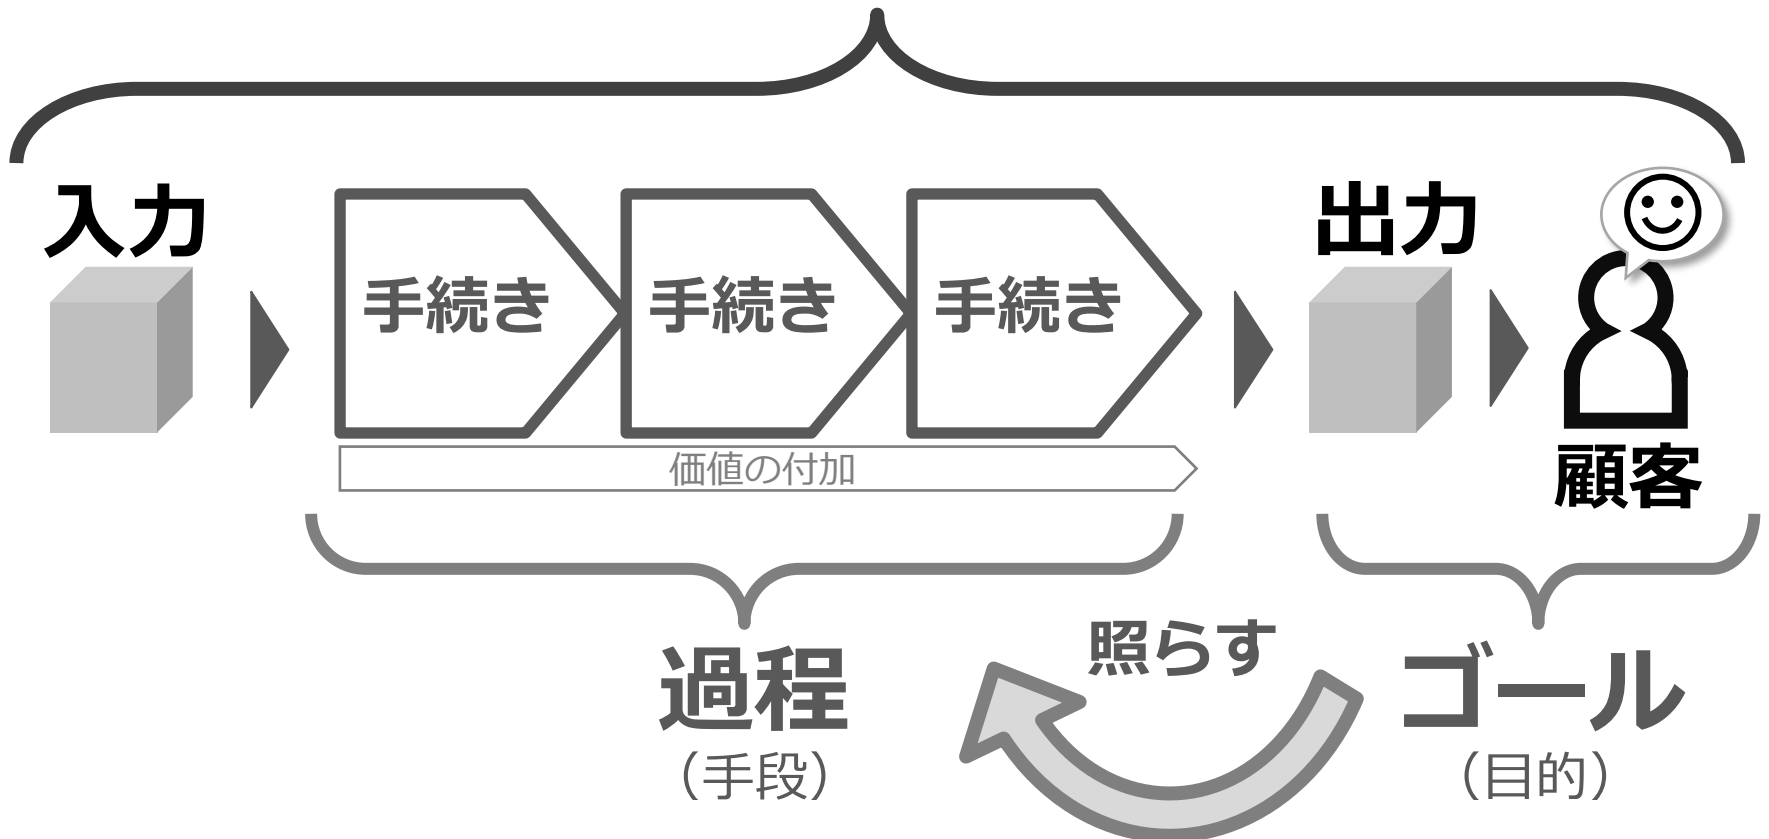 入力
手続き
手続き
手続き
出力
顧客
価値の付加
過程
（手段）
照らす
ゴール
（目的）